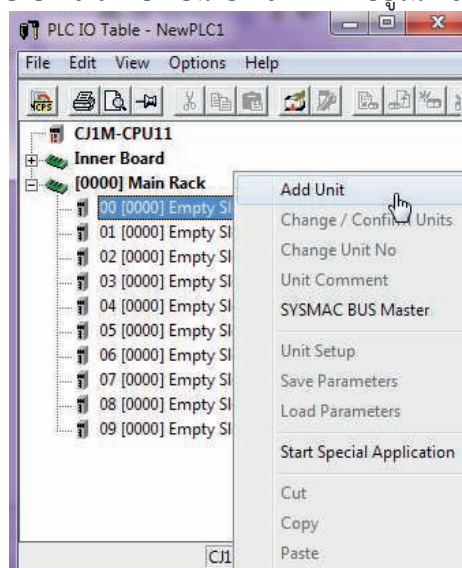 PLC IO Table - NewPLC1
File Edit View Options Help
CJ1M-CPU11
Inner Board
[0000] Main Rack
00 [0000] Empty Sl
01 [0000] Empty Sl
02 [0000] Empty Sl
03 [0000] Empty Sl
04 [0000] Empty Sl
05 [0000] Empty Sl
06 [0000] Empty Sl
07 [0000] Empty Sl
08 [0000] Empty Sl
09 [0000] Empty Sl
Add Unit
Change / Confirm Units
Change Unit No
Unit Comment
SYSMAC BUS Master
Unit Setup
Save Parameters
Load Parameters
Start Special Application
Cut
Copy
Paste
CJ1